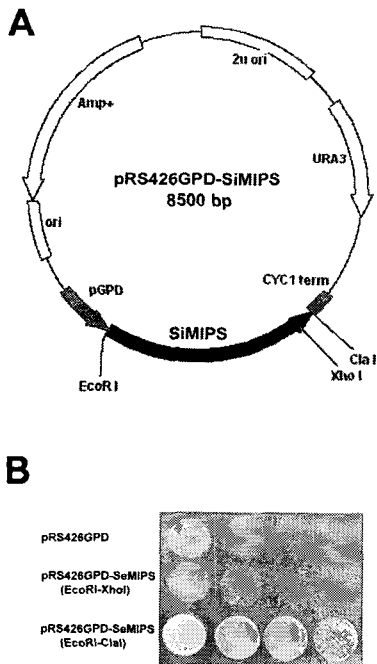 A
2u ori
Amp+
URA3
pRS426GPD-SiMIPS
8500 bp
ori
CYC1 term
pGPD
SiMIPS
Cla I
Xho I
EcoR I
B
pRS426GPD
pRS426GPD-SeMIPS
(EcoRI-XhoI)
pRS426GPD-SeMIPS
(EcoRI-ClaI)